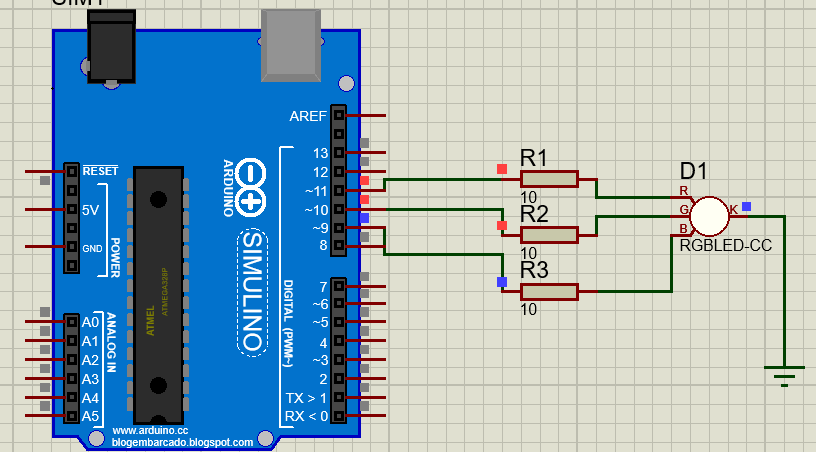 SIM1
AREF
13
12
~11
~10
~9
8
7
~6
~5
4
~3
2
TX > 1
RX < 0
RESET
5V
GND
POWER
A0
A1
A2
A3
A4
A5
ANALOG IN
ATMEL
ATMEGA328P
ARDUINO
SIMULINO
DIGITAL (PWM~)
www.arduino.cc
blogembarcado.blogspot.com
R1
10
R2
10
R3
10
D1
R
G
B
K
RGBLED-CC